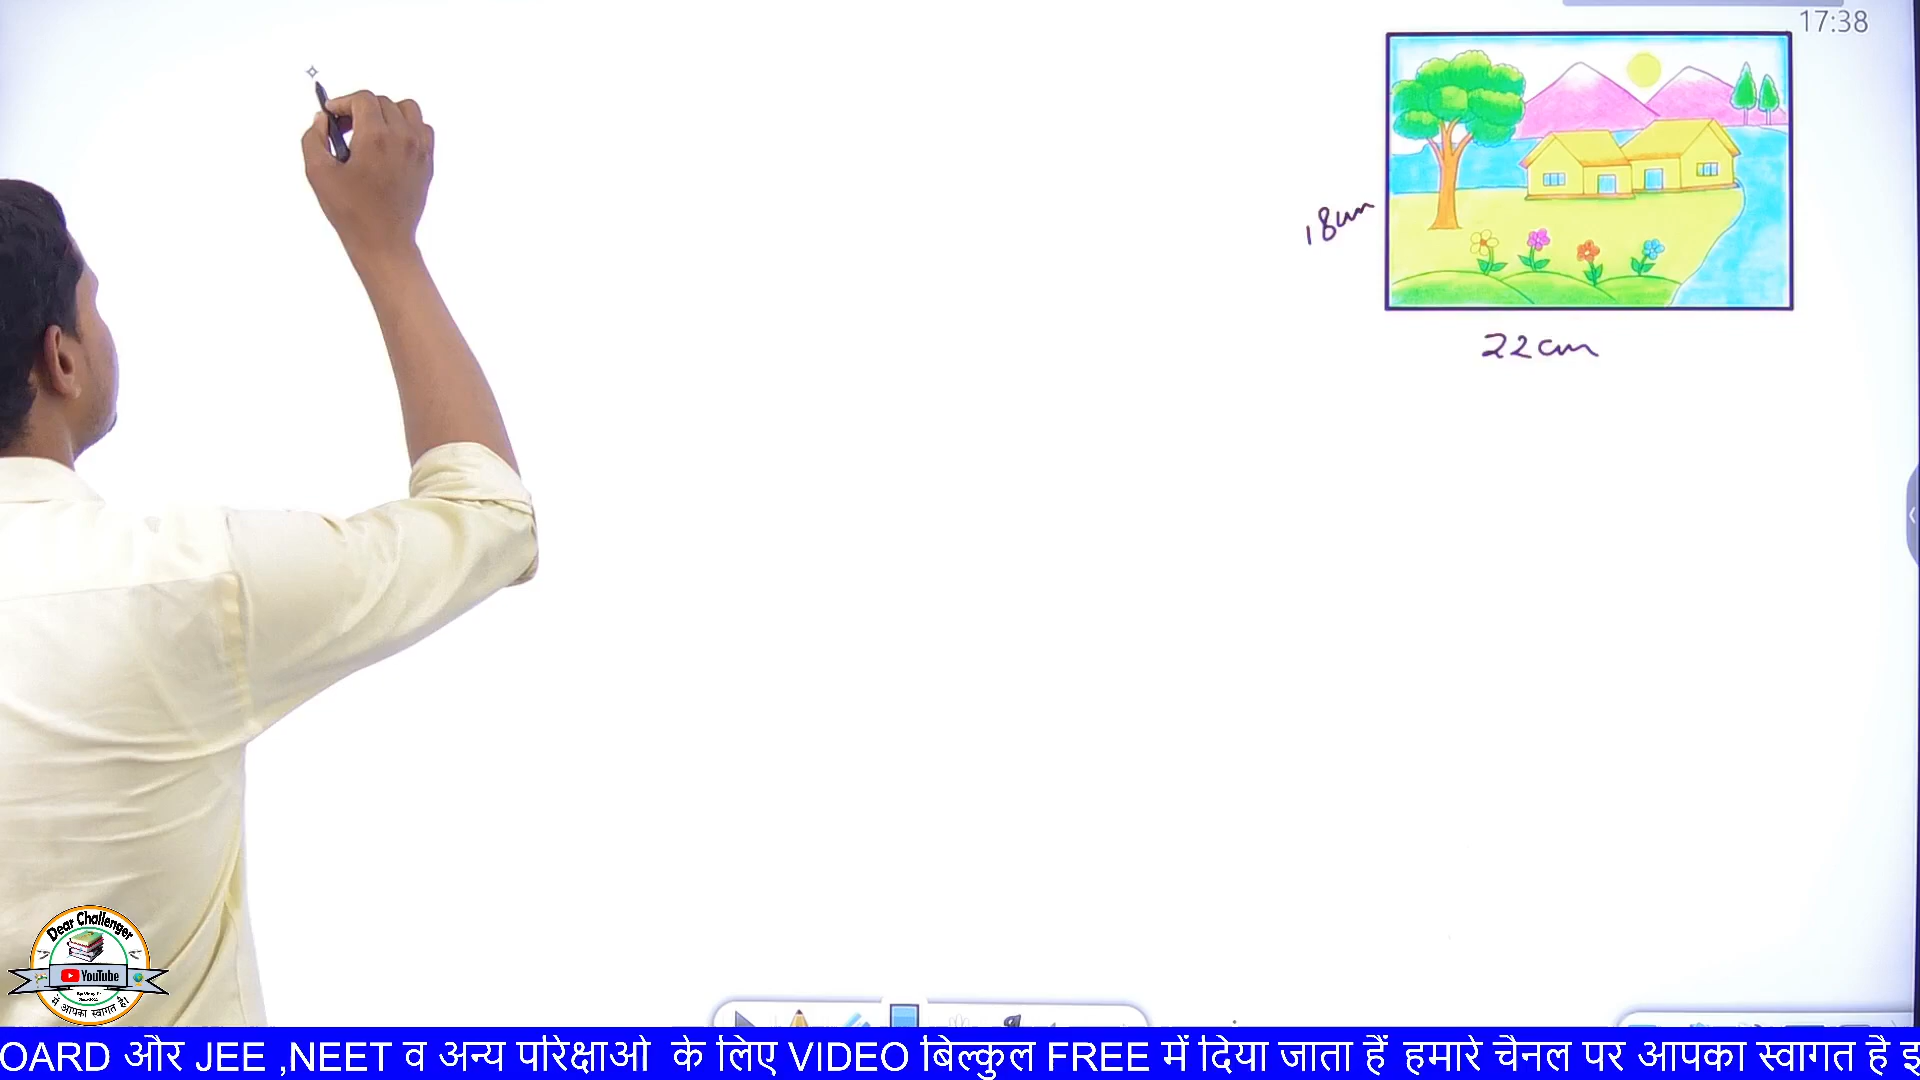 17:38
18cm
22cm
Dear Challenger
YouTube
में आपका स्वागत है।
OARD और JEE ,NEET व अन्य परिक्षाओ के लिए VIDEO बिल्कुल FREE में दिया जाता हैं हमारे चैनल पर आपका स्वागत है इ